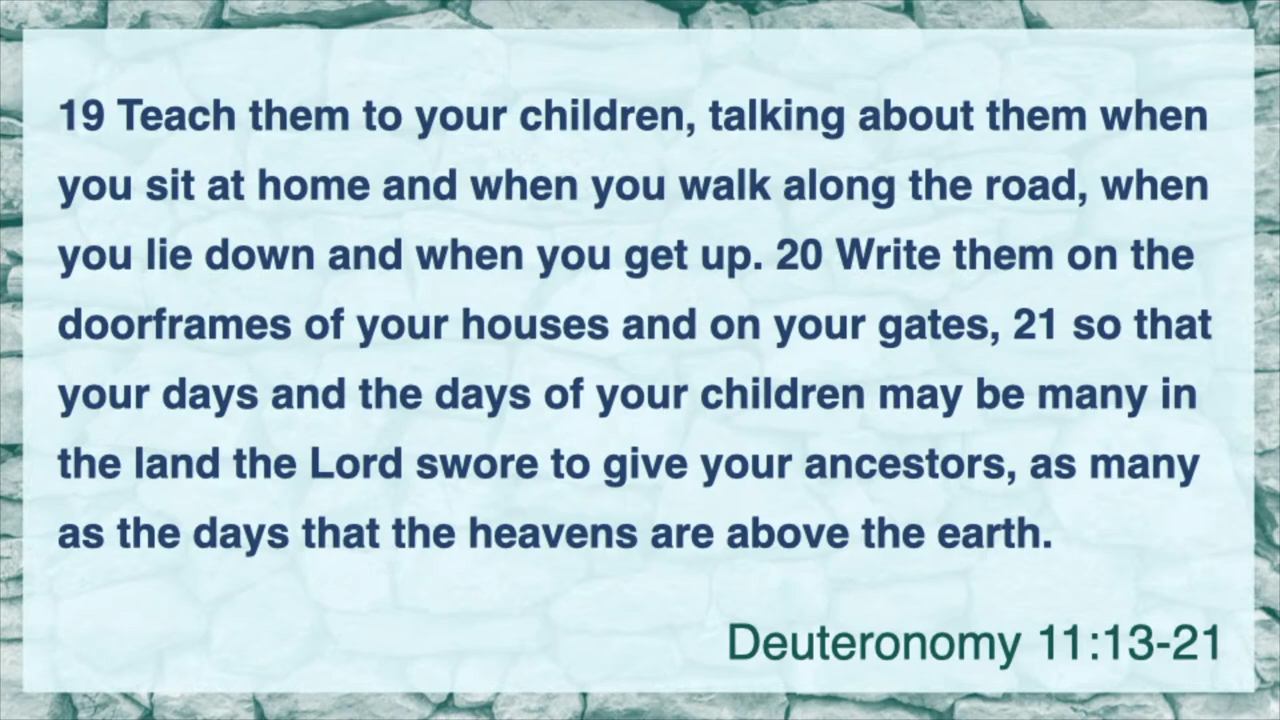 19 Teach them to your children, talking about them when
you sit at home and when you walk along the road, when
you lie down and when you get up. 20 Write them on the
doorframes of your houses and on your gates, 21 so that
your days and the days of your children may be many in
the land the Lord swore to give your ancestors, as many
as the days that the heavens are above the earth.
Deuteronomy 11:13-21